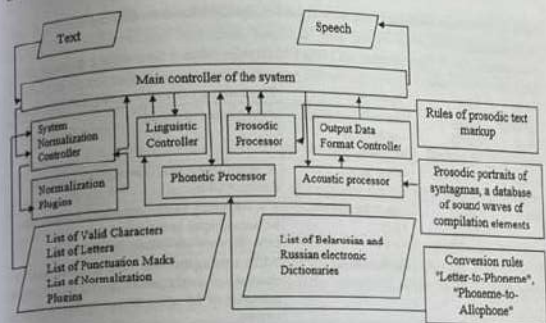 Text
Speech
Main controller of the system
System
Normalization
Controller
Linguistic
Controller
Prosodic
Processor
Output Data
Format Controller
Rules of prosodic text
markup
Normalization
Plugins
Phonetic Processor
Acoustic processor
Prosodic portraits of
syntagmas, a database
of sound waves of
compilation elements
List of Valid Characters
List of Letters
List of Punctuation Marks
List of Normalization
Plugins
List of Belarusian and
Russian electronic
Dictionaries
Convenion rules
"Letter-to-Phoneme",
"Phoneme-to-
Allophone"